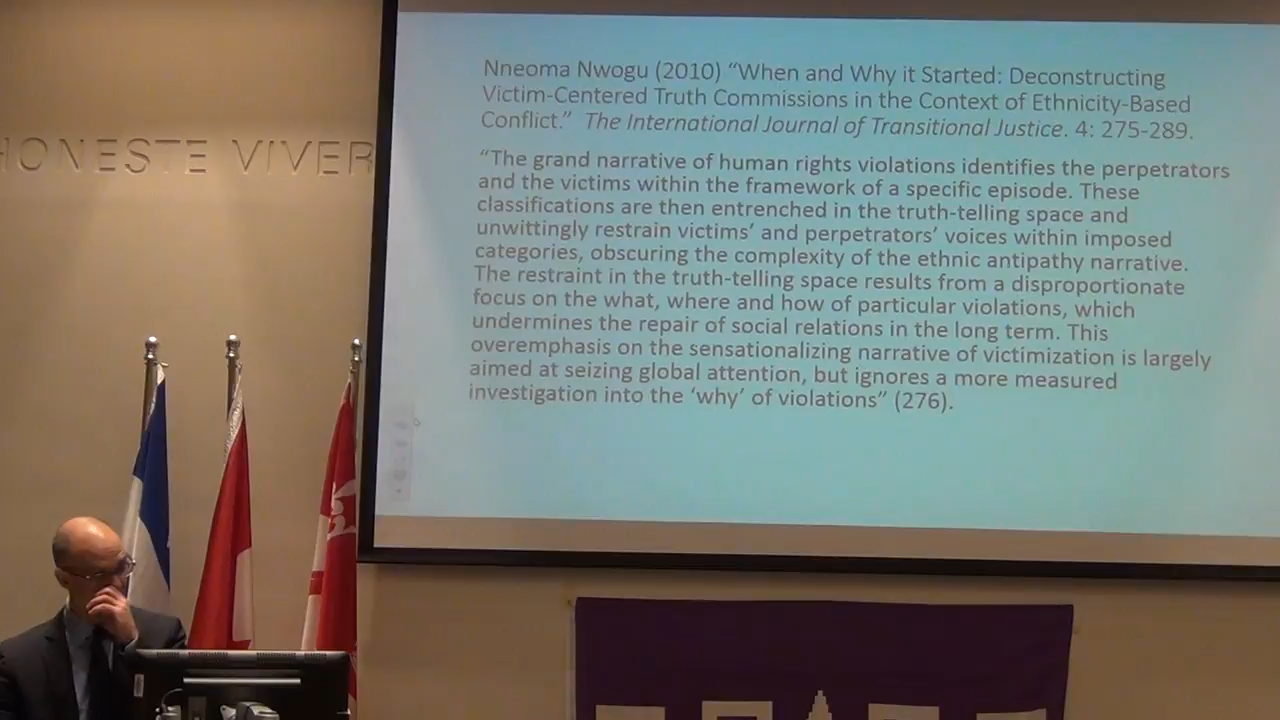 HONESTE VIVER
Nneoma Nwogu (2010) “When and Why it Started: Deconstructing
Victim-Centered Truth Commissions in the Context of Ethnicity-Based
Conflict.” The International Journal of Transitional Justice. 4: 275-289.
“The grand narrative of human rights violations identifies the perpetrators
and the victims within the framework of a specific episode. These
classifications are then entrenched in the truth-telling space and
unwittingly restrain victims’ and perpetrators’ voices within imposed
categories, obscuring the complexity of the ethnic antipathy narrative.
The restraint in the truth-telling space results from a disproportionate
focus on the what, where and how of particular violations, which
undermines the repair of social relations in the long term. This
overemphasis on the sensationalizing narrative of victimization is largely
aimed at seizing global attention, but ignores a more measured
investigation into the ‘why’ of violations” (276).